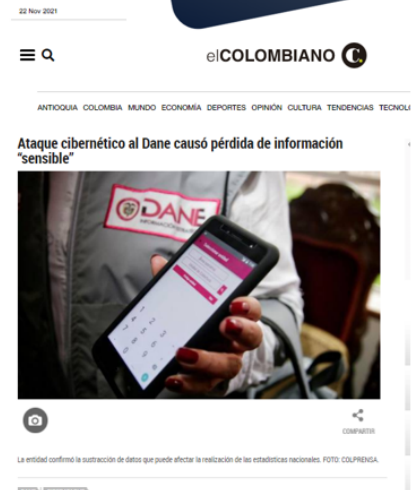 22 Nov 2021
elCOLOMBIANO C.
ANTIOQUIA COLOMBIA MUNDO ECONOMÍA DEPORTES OPINIÓN CULTURA TENDENCIAS TECNOL
Ataque cibernético al Dane causó pérdida de información
“sensible”
DANE
COMPARTIR
La entidad confirmó la sustracción de datos que puede afectar la realización de las estadísticas nacionales. FOTO: COLPRENSA.